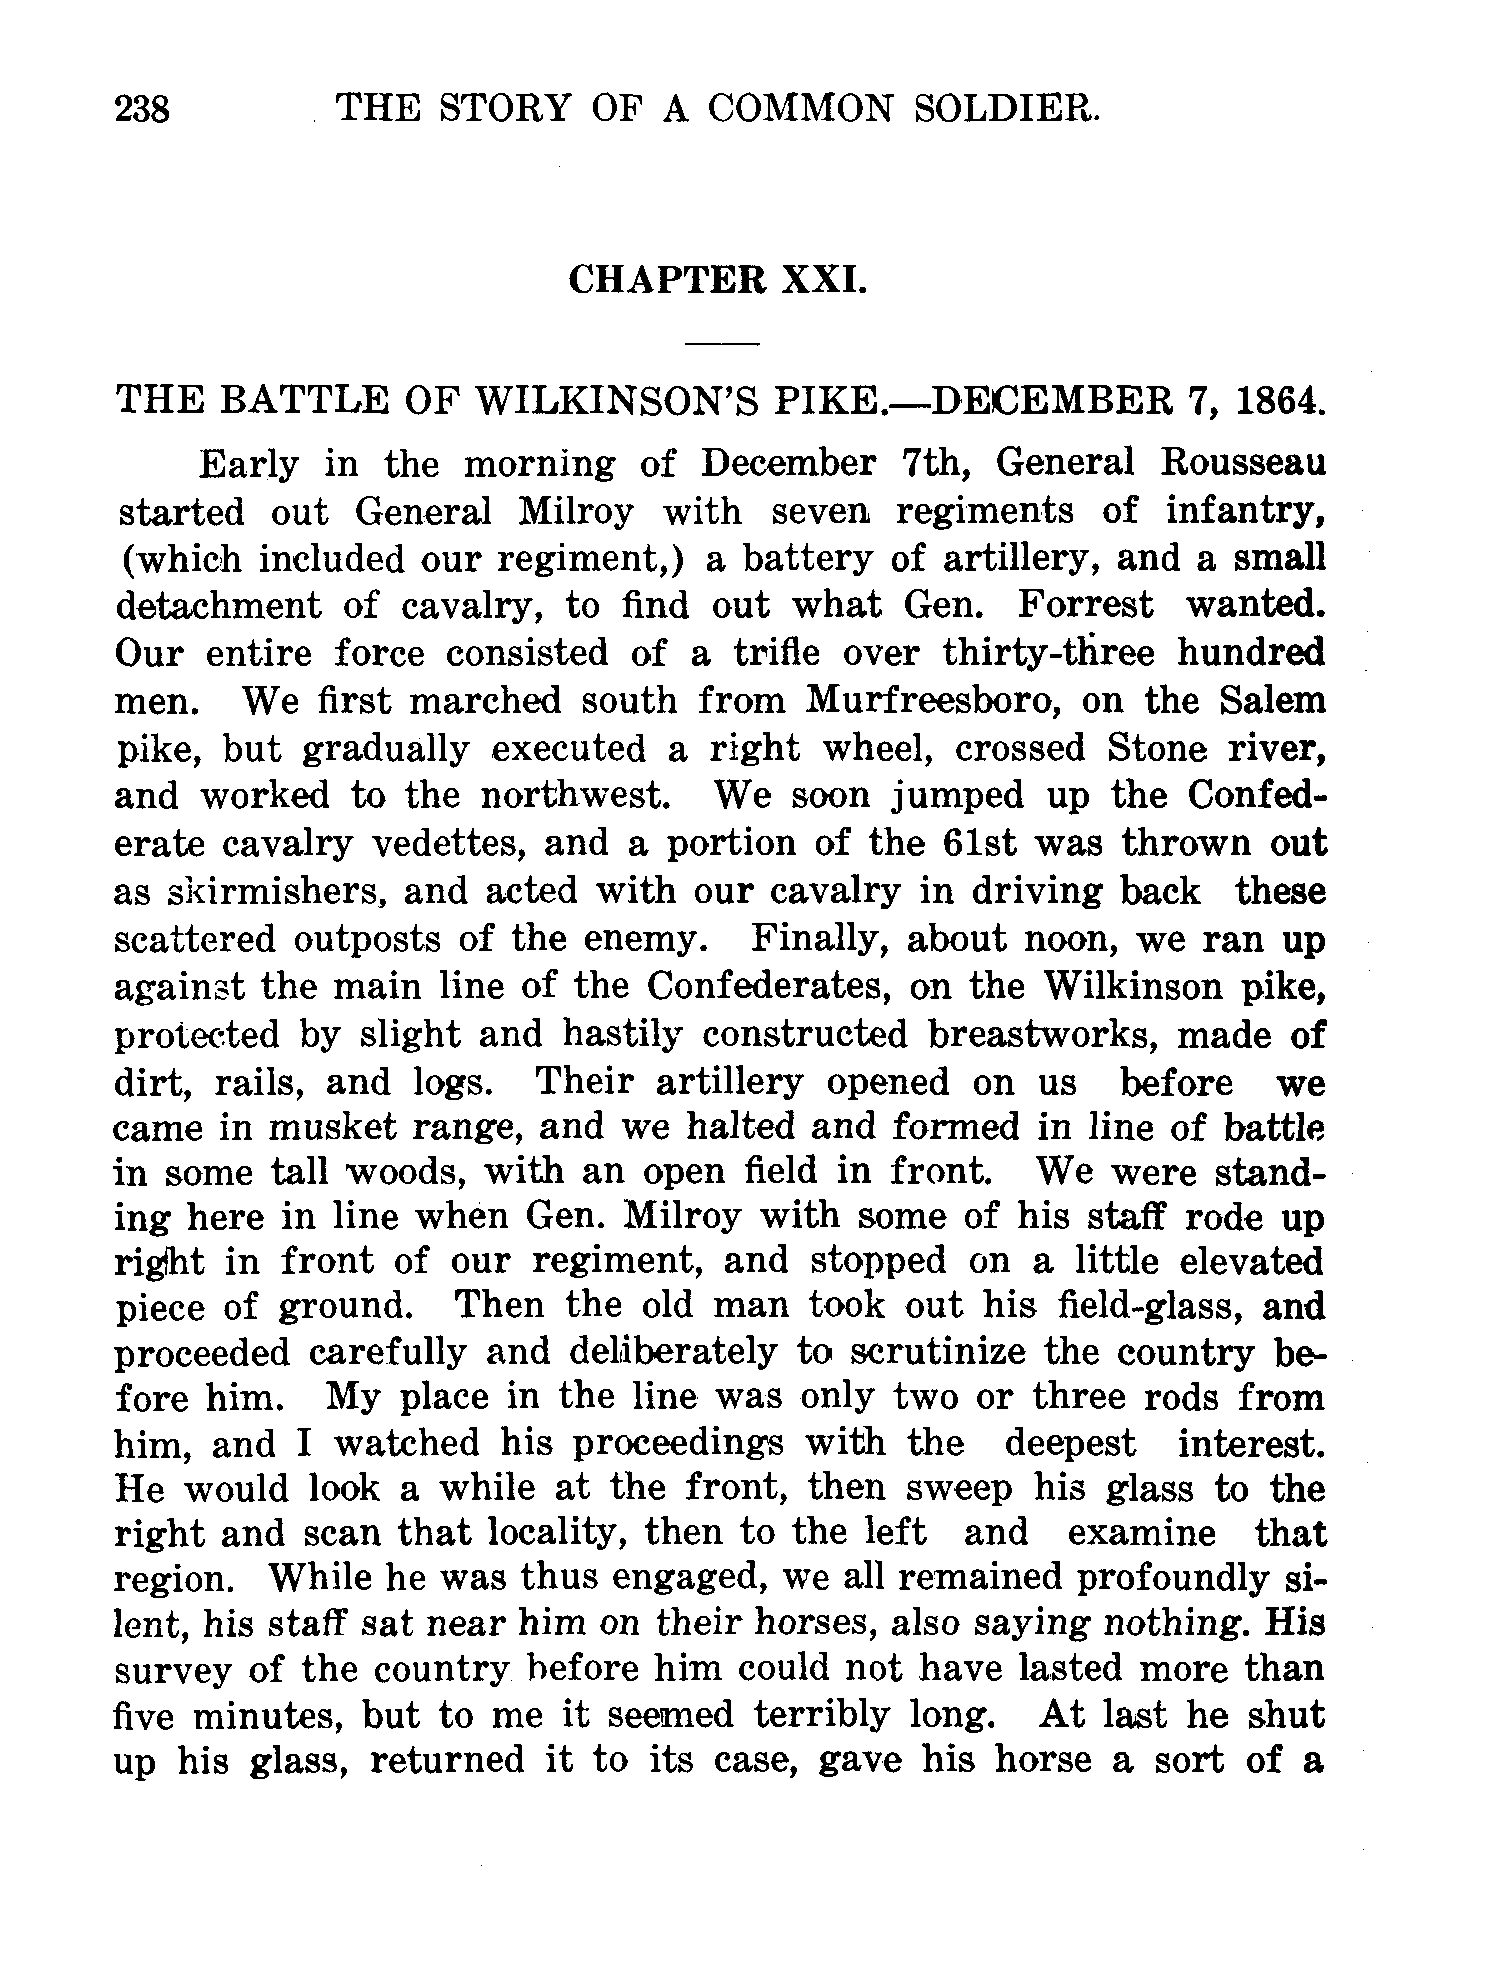 238 THE STORY OF A COMMON SOLDIER.
CHAPTER XXI.
THE BATTLE OF WILKINSON'S PIKE.—DECEMBER 7, 1864.
Early in the morning of December 7th, General Rousseau
started out General Milroy with seven regiments of infantry,
(which included our regiment,) a battery of artillery, and a small
detachment of cavalry, to find out what Gen. Forrest wanted.
Our entire force consisted of a trifle over thirty-three hundred
men. We first marched south from Murfreesboro, on the Salem
pike, but gradually executed a right wheel, crossed Stone river,
and worked to the northwest. We soon jumped up the Confed-
erate cavalry vedettes, and a portion of the 61st was thrown out
as skirmishers, and acted with our cavalry in driving back these
scattered outposts of the enemy. Finally, about noon, we ran up
against the main line of the Confederates, on the Wilkinson pike,
protected by slight and hastily constructed breastworks, made of
dirt, rails, and logs. Their artillery opened on us before we
came in musket range, and we halted and formed in line of battle
in some tall woods, with an open field in front. We were stand-
ing here in line when Gen. Milroy with some of his staff rode up
right in front of our regiment, and stopped on a little elevated
piece of ground. Then the old man took out his field-glass, and
proceeded carefully and deliberately to scrutinize the country be-
fore him. My place in the line was only two or three rods from
him, and I watched his proceedings with the deepest interest.
He would look a while at the front, then sweep his glass to the
right and scan that locality, then to the left and examine that
region. While he was thus engaged, we all remained profoundly si-
lent, his staff sat near him on their horses, also saying nothing. His
survey of the country before him could not have lasted more than
five minutes, but to me it seemed terribly long. At last he shut
up his glass, returned it to its case, gave his horse a sort of a